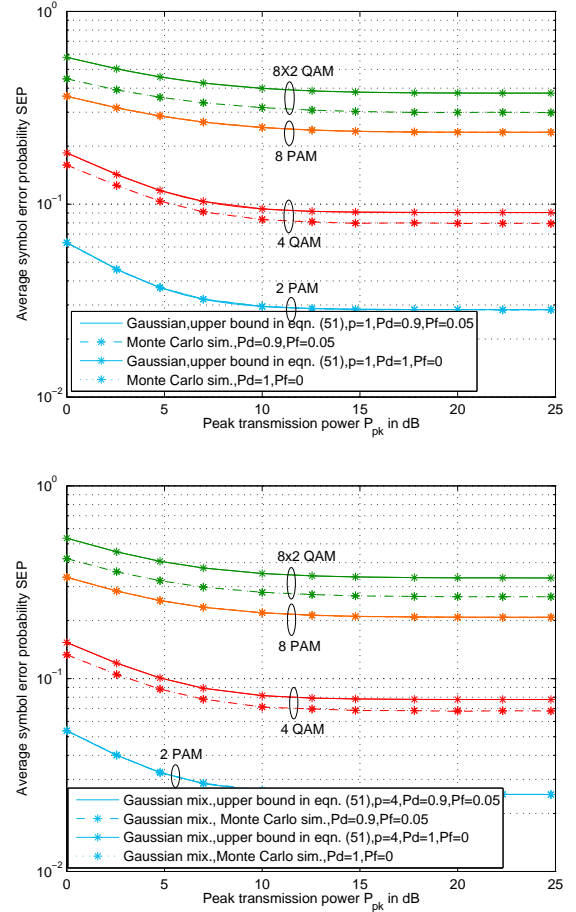 10^0
8X2 QAM
8 PAM
10^-1
4 QAM
2 PAM
Gaussian,upper bound in eqn. (51),p=1,Pd=0.9,Pf=0.05
Monte Carlo sim.,Pd=0.9,Pf=0.05
Gaussian,upper bound in eqn. (51),p=1,Pd=1,Pf=0
Monte Carlo sim.,Pd=1,Pf=0
10^-2
0 5 10 15 20 25
Peak transmission power P_pk in dB
Average symbol error probability SEP
10^0
8x2 QAM
8 PAM
10^-1
4 QAM
2 PAM
Gaussian mix.,upper bound in eqn. (51),p=4,Pd=0.9,Pf=0.05
Gaussian mix., Monte Carlo sim.,Pd=0.9,Pf=0.05
Gaussian mix.,upper bound in eqn. (51),p=4,Pd=1,Pf=0
Gaussian mix.,Monte Carlo sim.,Pd=1,Pf=0
10^-2
0 5 10 15 20 25
Peak transmission power P_pk in dB
Average symbol error probability SEP